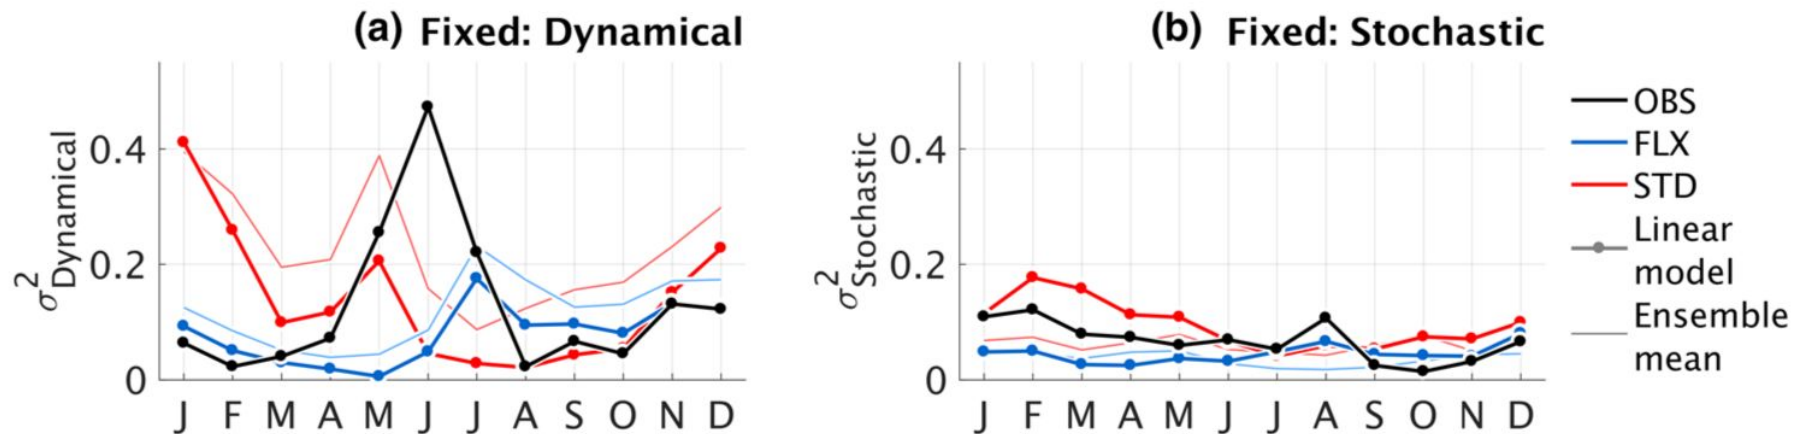 (a) Fixed: Dynamical
σ²Dynamical
0.4
0.2
0
J F M A M J J A S O N D
(b) Fixed: Stochastic
σ²Stochastic
0.4
0.2
0
J F M A M J J A S O N D
OBS
FLX
STD
Linear
model
Ensemble
mean